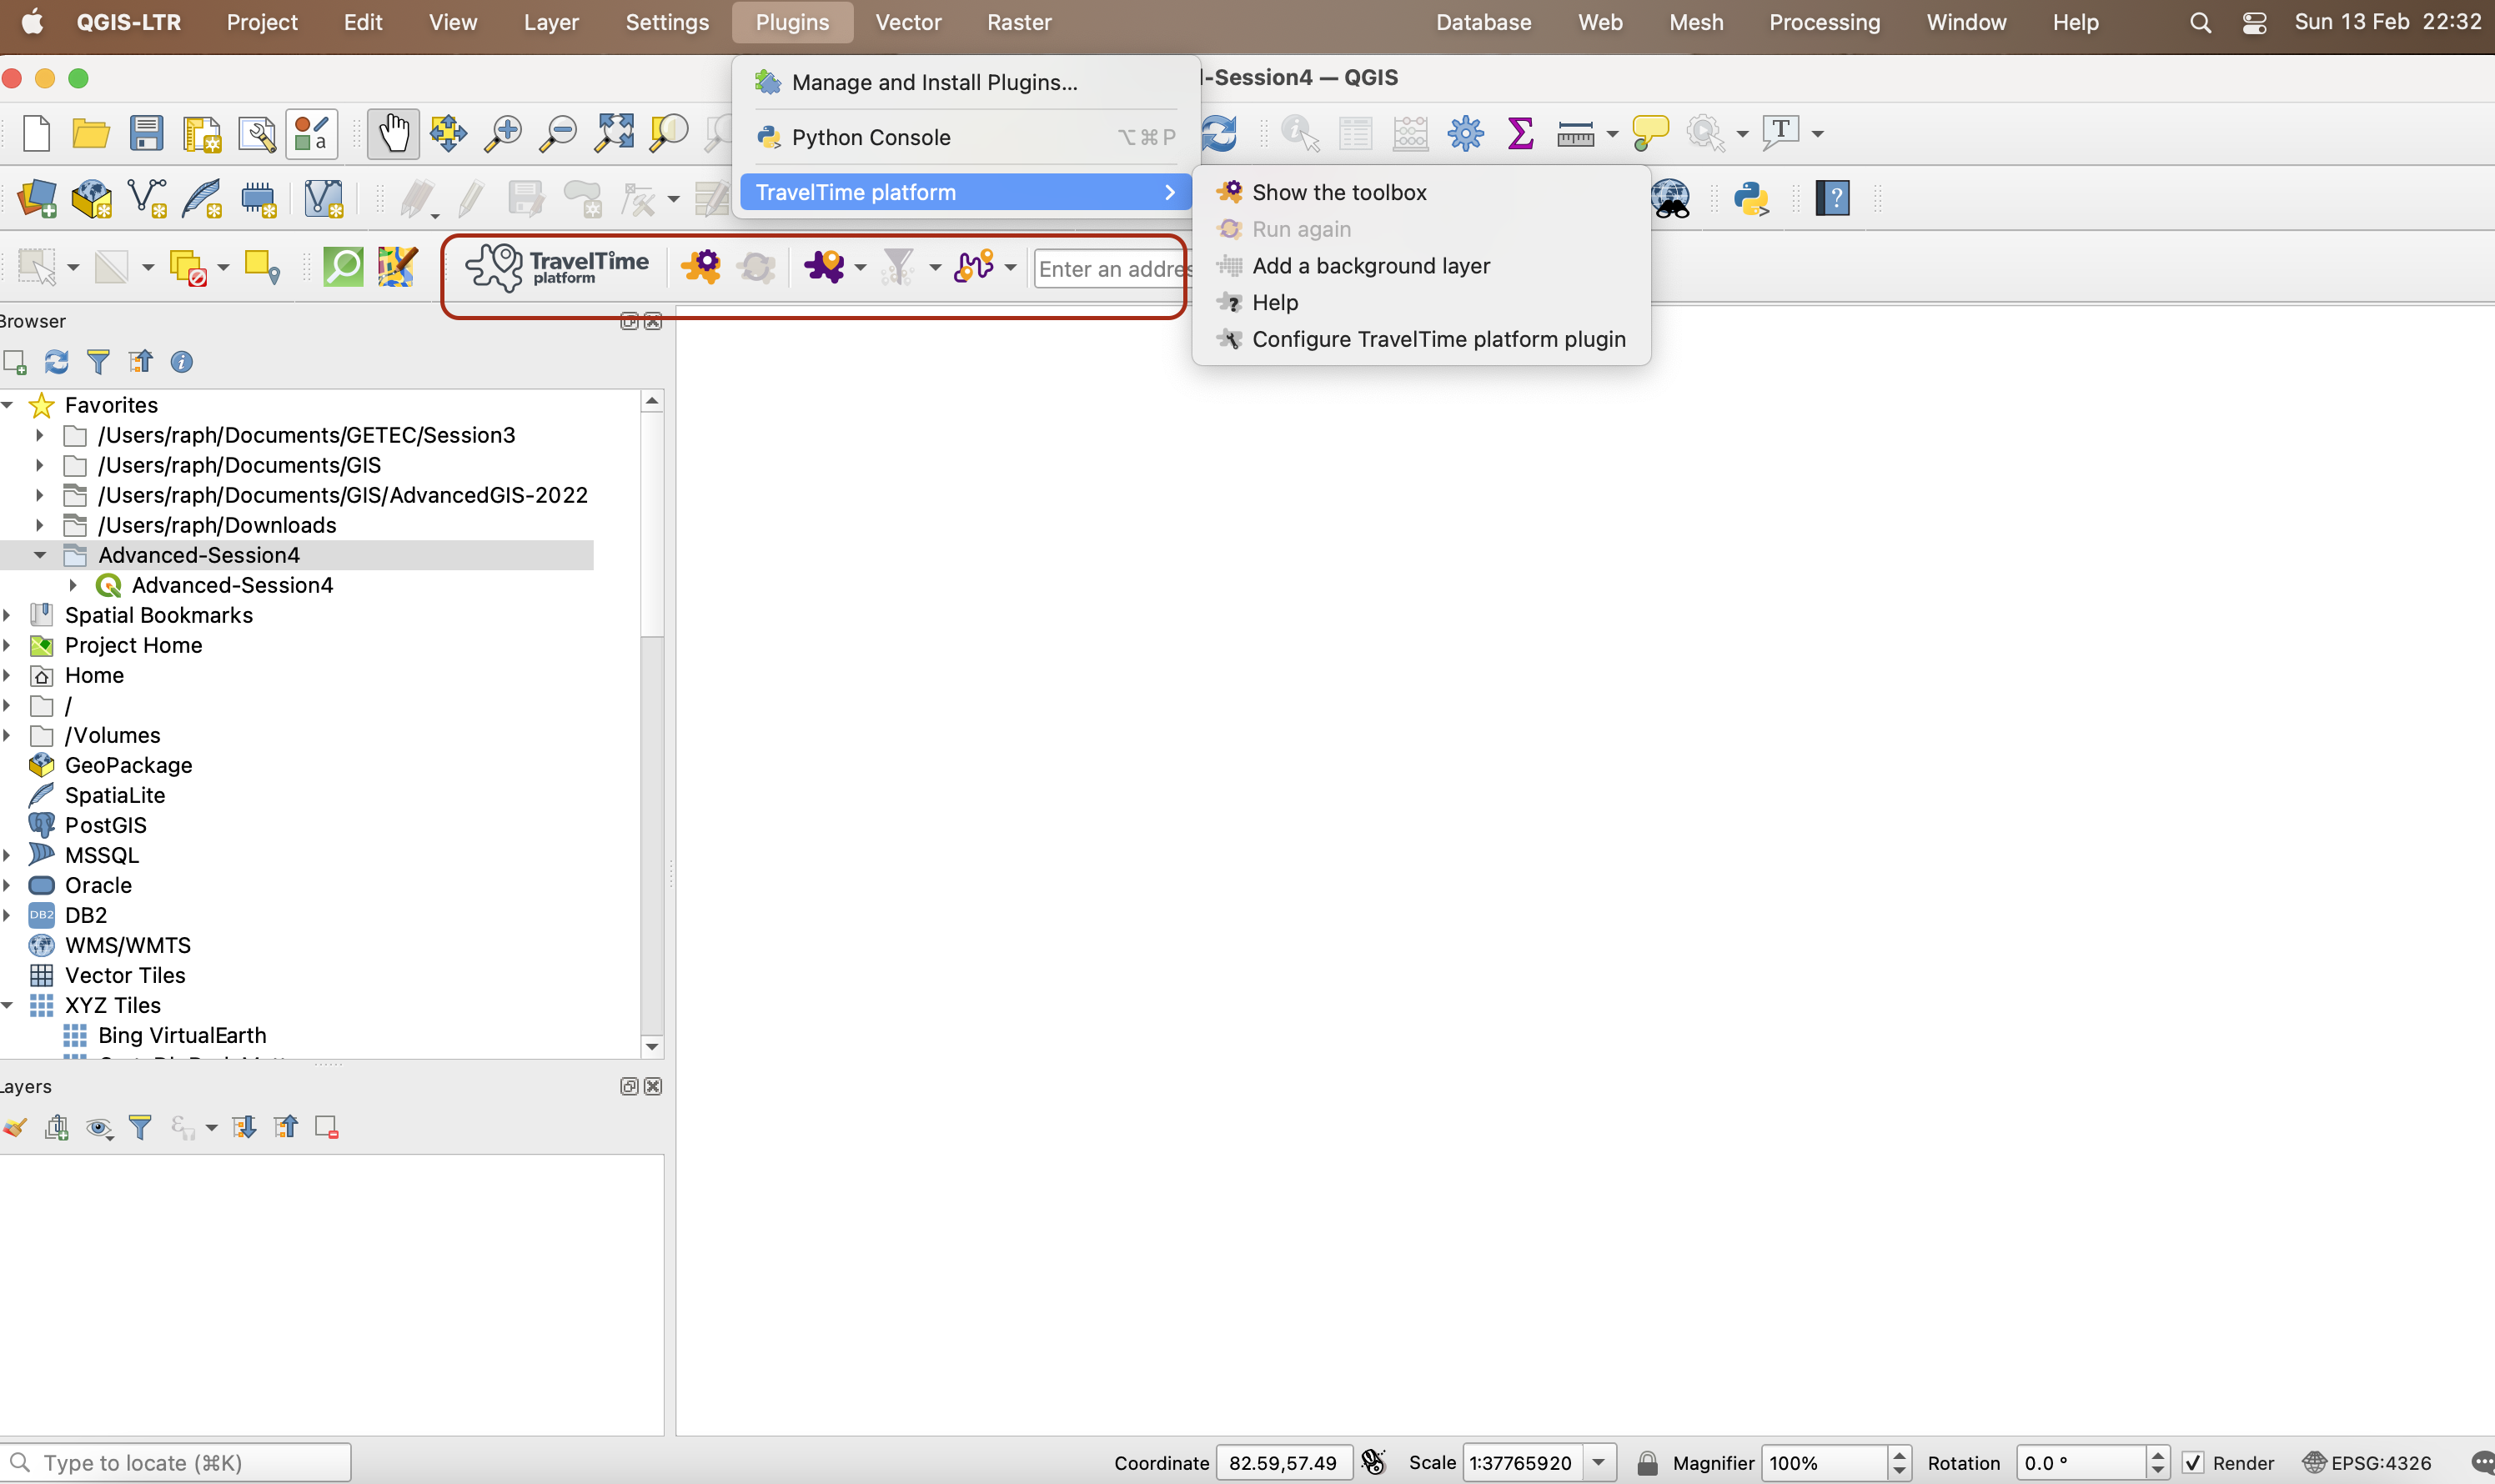 QGIS-LTR Project Edit View Layer Settings Plugins Vector Raster Database Web Mesh Processing Window Help Sun 13 Feb 22:32
-Session4 — QGIS
Manage and Install Plugins...
Python Console ⌥⌘P
TravelTime platform
Show the toolbox
Run again
Add a background layer
Help
Configure TravelTime platform plugin
TravelTime
platform
Enter an addres
Browser
Favorites
/Users/raph/Documents/GETEC/Session3
/Users/raph/Documents/GIS
/Users/raph/Documents/GIS/AdvancedGIS-2022
/Users/raph/Downloads
Advanced-Session4
Advanced-Session4
Spatial Bookmarks
Project Home
Home
/
/Volumes
GeoPackage
SpatiaLite
PostGIS
MSSQL
Oracle
DB2 DB2
WMS/WMTS
Vector Tiles
XYZ Tiles
Bing VirtualEarth
Layers
Type to locate (⌘K) Coordinate 82.59,57.49 Scale 1:37765920 Magnifier 100% Rotation 0.0 ° Render EPSG:4326